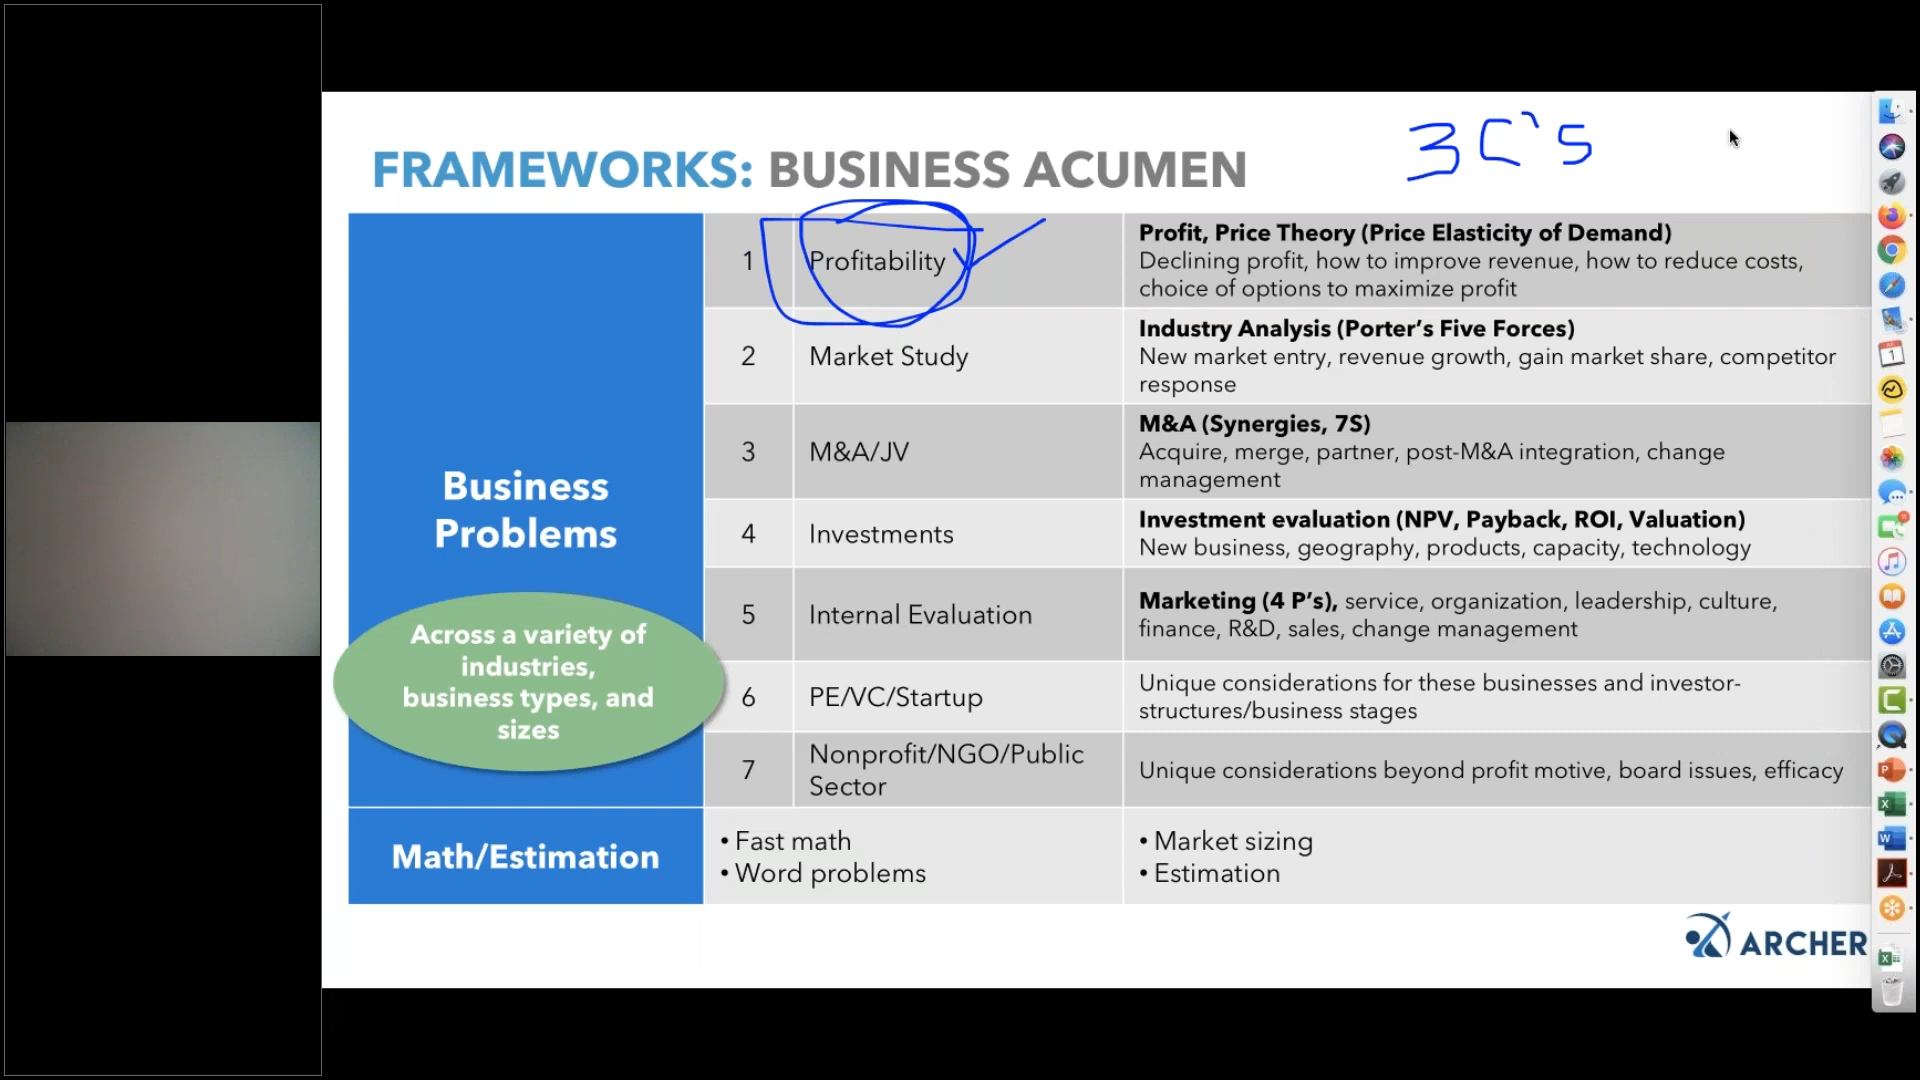 3 C's
FRAMEWORKS: BUSINESS ACUMEN
Business
Problems
Across a variety of
industries,
business types, and
sizes
1
Profitability
Profit, Price Theory (Price Elasticity of Demand)
Declining profit, how to improve revenue, how to reduce costs,
choice of options to maximize profit
2
Market Study
Industry Analysis (Porter’s Five Forces)
New market entry, revenue growth, gain market share, competitor
response
3
M&A/JV
M&A (Synergies, 7S)
Acquire, merge, partner, post-M&A integration, change
management
4
Investments
Investment evaluation (NPV, Payback, ROI, Valuation)
New business, geography, products, capacity, technology
5
Internal Evaluation
Marketing (4 P’s), service, organization, leadership, culture,
finance, R&D, sales, change management
6
PE/VC/Startup
Unique considerations for these businesses and investor-
structures/business stages
7
Nonprofit/NGO/Public
Sector
Unique considerations beyond profit motive, board issues, efficacy
Math/Estimation
• Fast math
• Word problems
• Market sizing
• Estimation
ARCHER